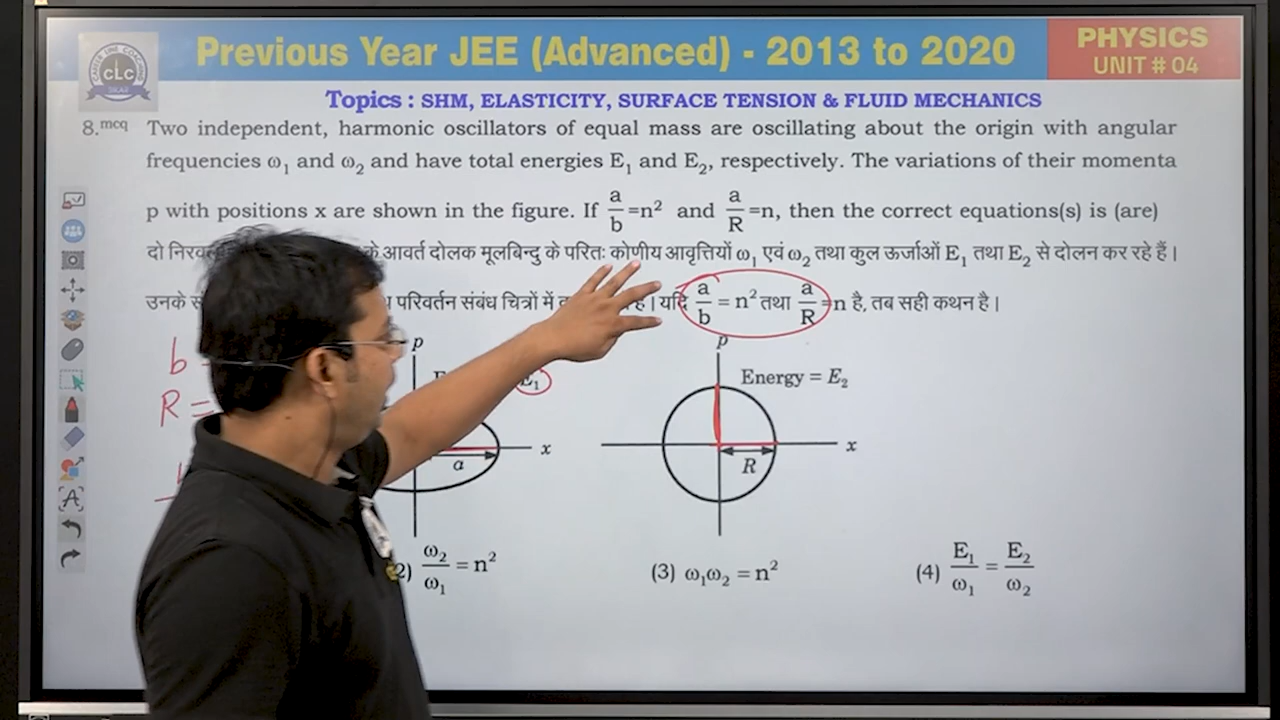 Previous Year JEE (Advanced) - 2013 to 2020
PHYSICS
UNIT # 04
CLC
Topics : SHM, ELASTICITY, SURFACE TENSION & FLUID MECHANICS
8.mcq Two independent, harmonic oscillators of equal mass are oscillating about the origin with angular
frequencies ω₁ and ω₂ and have total energies E₁ and E₂, respectively. The variations of their momenta
p with positions x are shown in the figure. If a/b=n² and a/R=n, then the correct equations(s) is (are)
दो के आवर्त दोलक मूलबिन्दु के परितः कोणीय आवृत्तियों ω₁ एवं ω₂ तथा कुल ऊर्जाओं E₁ तथा E₂ से दोलन कर रहे हैं।
उनके परिवर्तन संबंध चित्रों में यदि a/b = n² तथा a/R =n है, तब सही कथन है।
b
R =
p
E₁
a
x
p
Energy = E₂
R
x
2) ω₂/ω₁ = n²
(3) ω₁ω₂ = n²
(4) E₁/ω₁ = E₂/ω₂